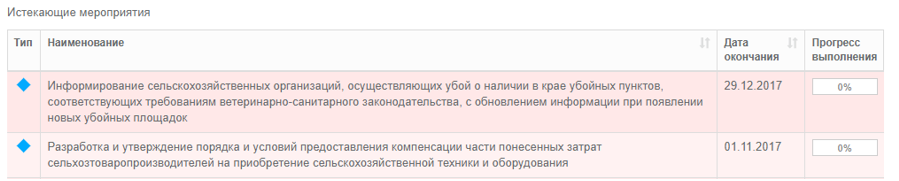 Истекающие мероприятия
Тип Наименование Дата окончания Прогресс выполнения
Информирование сельскохозяйственных организаций, осуществляющих убой о наличии в крае убойных пунктов, 29.12.2017 0%
соответствующих требованиям ветеринарно-санитарного законодательства, с обновлением информации при появлении
новых убойных площадок
Разработка и утверждение порядка и условий предоставления компенсации части понесенных затрат 01.11.2017 0%
сельхозтоваропроизводителей на приобретение сельскохозяйственной техники и оборудования